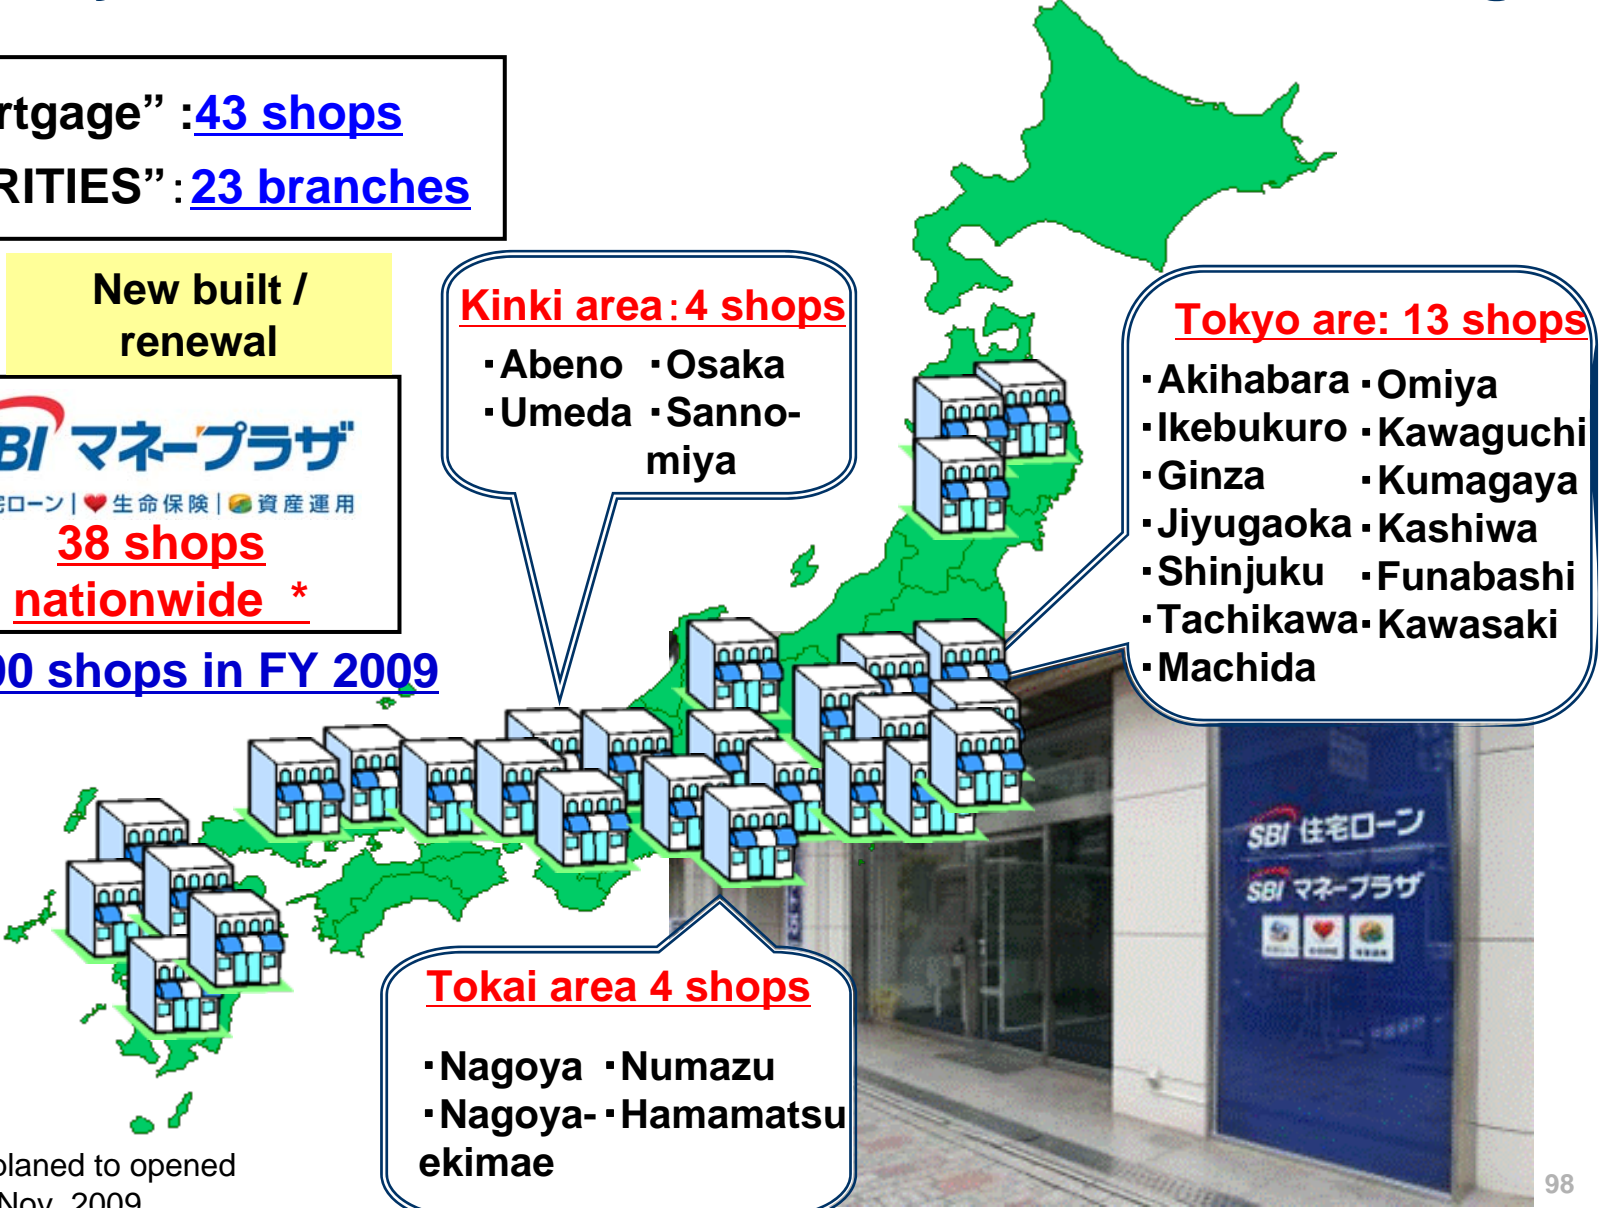 rtgage” :43 shops
RITIES”:23 branches
New built /
renewal
BI マネープラザ
宅ローン|生命保険|資産運用
38 shops
nationwide *
00 shops in FY 2009
Kinki area:4 shops
・Abeno ・Osaka
・Umeda ・Sanno-
miya
Tokyo are: 13 shops
・Akihabara ・Omiya
・Ikebukuro ・Kawaguchi
・Ginza ・Kumagaya
・Jiyugaoka ・Kashiwa
・Shinjuku ・Funabashi
・Tachikawa ・Kawasaki
・Machida
SBI 住宅ローン
SBI マネープラザ
Tokai area 4 shops
・Nagoya ・Numazu
・Nagoya- ・Hamamatsu
ekimae
planed to opened
Nov. 2009
98